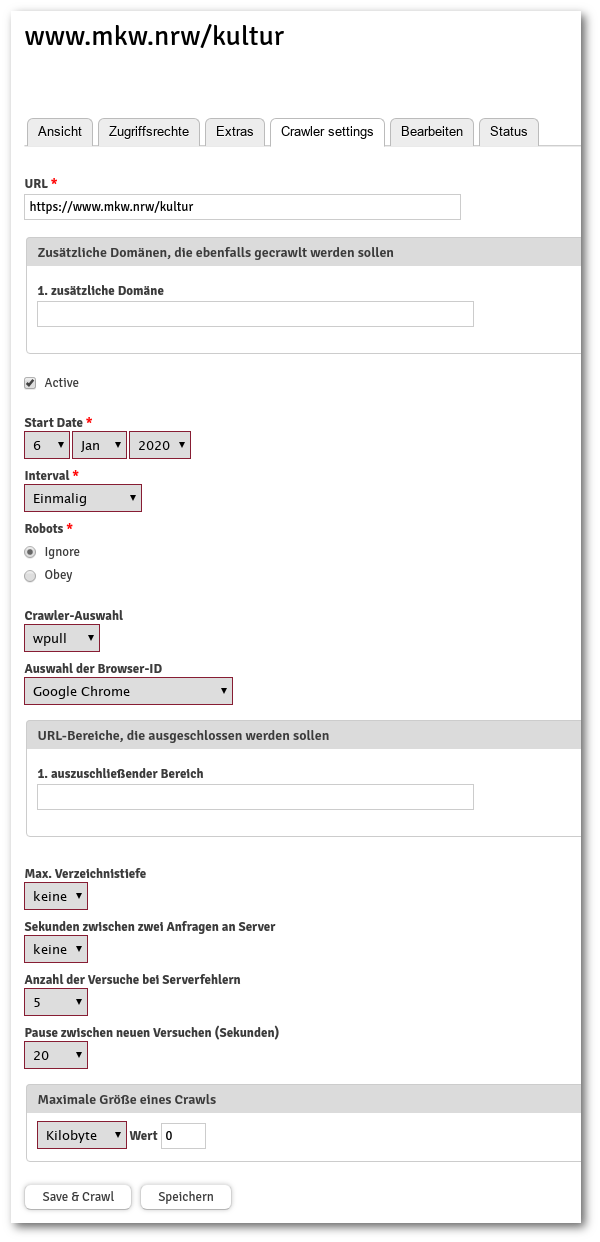 www.mkw.nrw/kultur
Ansicht Zugriffsrechte Extras Crawler settings Bearbeiten Status
URL *
https://www.mkw.nrw/kultur
Zusätzliche Domänen, die ebenfalls gecrawlt werden sollen
1. zusätzliche Domäne
Active
Start Date *
6 Jan 2020
Interval *
Einmalig
Robots *
Ignore
Obey
Crawler-Auswahl
wpull
Auswahl der Browser-ID
Google Chrome
URL-Bereiche, die ausgeschlossen werden sollen
1. auszuschließender Bereich
Max. Verzeichnistiefe
keine
Sekunden zwischen zwei Anfragen an Server
keine
Anzahl der Versuche bei Serverfehlern
5
Pause zwischen neuen Versuchen (Sekunden)
20
Maximale Größe eines Crawls
Kilobyte Wert 0
Save & Crawl Speichern